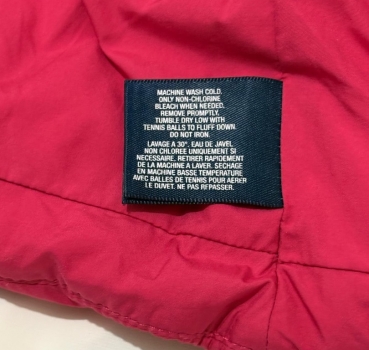 MACHINE WASH COLD.
ONLY NON-CHLORINE
BLEACH WHEN NEEDED.
REMOVE PROMPTLY.
TUMBLE DRY LOW WITH
TENNIS BALLS TO FLUFF DOWN.
DO NOT IRON.
LAVAGE A 30°. EAU DE JAVEL
NON CHLOREE UNIQUEMENT SI
NECESSAIRE. RETIRER RAPIDEMENT
DE LA MACHINE A LAVER. SECHAGE
EN MACHINE BASSE TEMPERATURE
AVEC BALLES DE TENNIS POUR AERER
LE DUVET. NE PAS REPASSER.